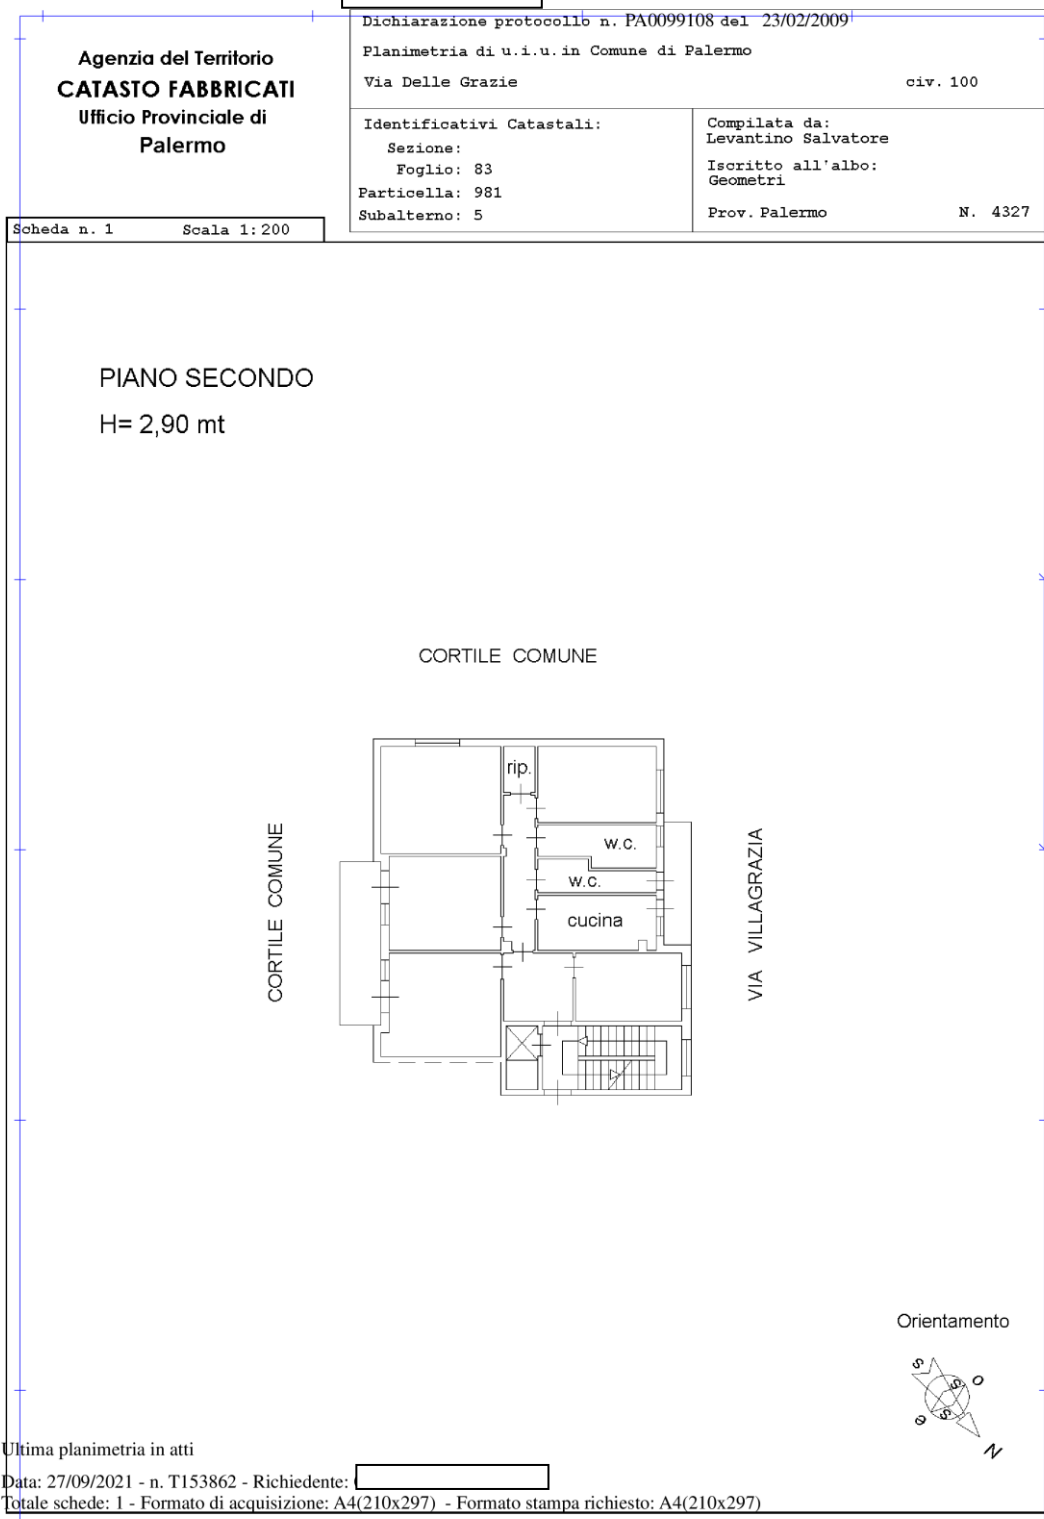 Agenzia del Territorio
CATASTO FABBRICATI
Ufficio Provinciale di
Palermo
Dichiarazione protocollo n. PA0099108 del 23/02/2009
Planimetria di u.i.u. in Comune di Palermo
Via Delle Grazie civ. 100
Identificativi Catastali:
Sezione:
Foglio: 83
Particella: 981
Subalterno: 5
Compilata da:
Levantino Salvatore
Iscritto all'albo:
Geometri
Prov. Palermo N. 4327
Scheda n. 1 Scala 1:200
PIANO SECONDO
H= 2,90 mt
CORTILE COMUNE
CORTILE COMUNE
rip.
w.c.
w.c.
cucina
VIA VILLAGRAZIA
Orientamento
s
o
s
e
s
N
Ultima planimetria in atti
Data: 27/09/2021 - n. T153862 - Richiedente:
Totale schede: 1 - Formato di acquisizione: A4(210x297) - Formato stampa richiesto: A4(210x297)